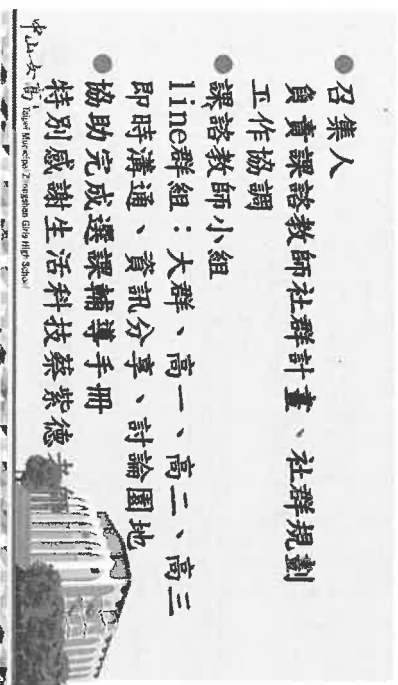 召集人
負責課諮教師社群計畫、社群規劃
工作協調
課諮教師小組
line群組：大群、高一、高二、高三
即時溝通、資訊分享、討論園地
協助完成選課輔導手冊
特別感謝生活科技蔡紫德
中山女高 Taipei Municipal Zhongshan Girls High School